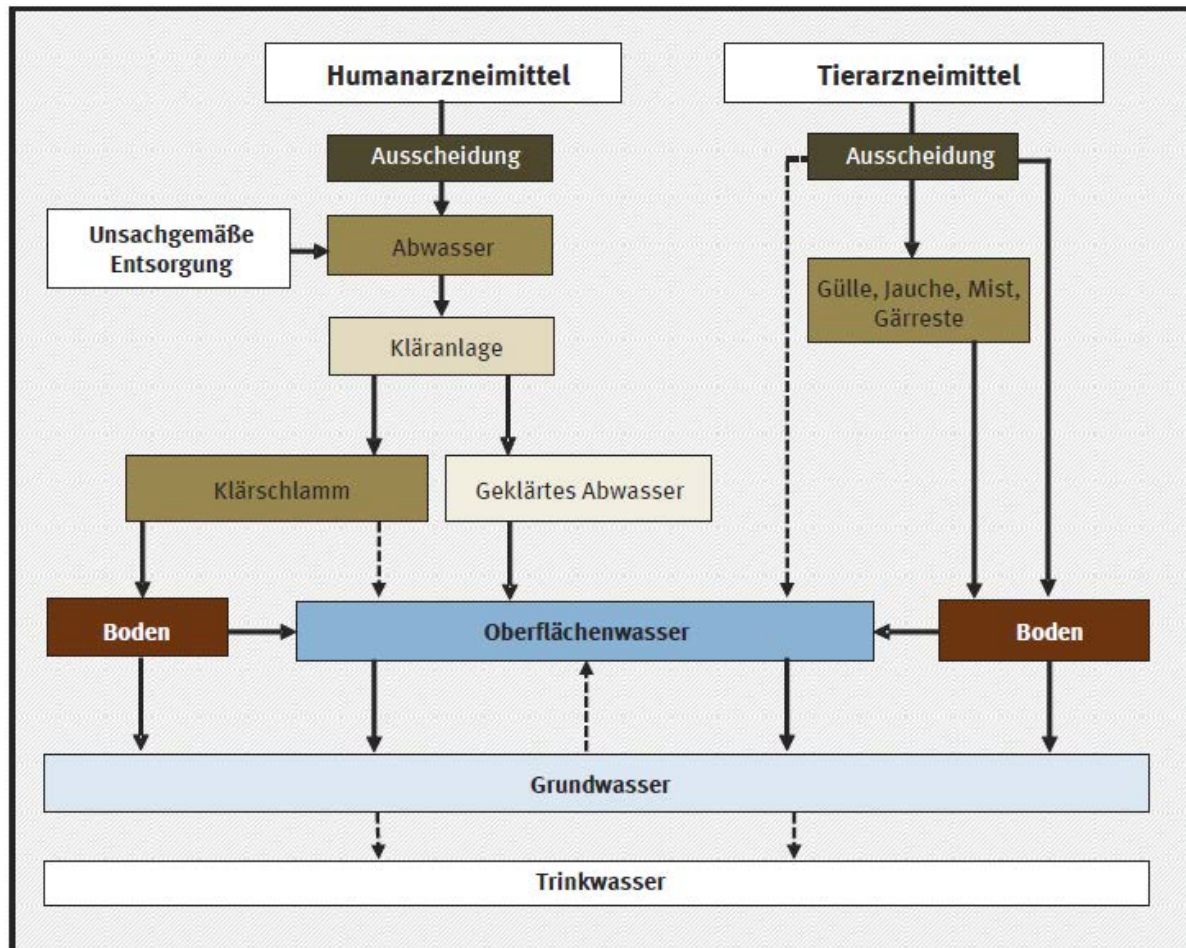 Humanarzneimittel
Tierarzneimittel
Ausscheidung
Ausscheidung
Unsachgemäße
Entsorgung
Abwasser
Gülle, Jauche, Mist,
Gärreste
Kläranlage
Klärschlamm
Geklärtes Abwasser
Boden
Oberflächenwasser
Boden
Grundwasser
Trinkwasser